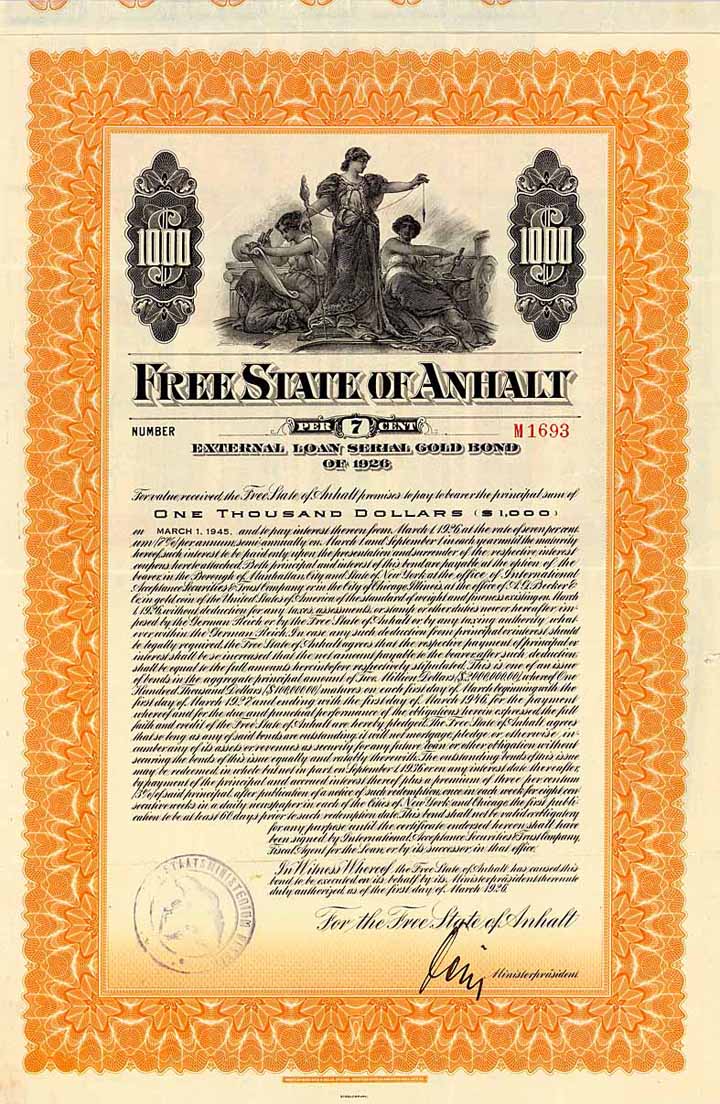 1000
1000
FREE STATE OF ANHALT
PER 7 CENT
NUMBER
M1693
EXTERNAL LOAN SERIAL GOLD BOND
OF 1926
For value received, the Free State of Anhalt promises to pay to bearer the principal sum of
ONE THOUSAND DOLLARS ($1,000)
on MARCH 1, 1945, and to pay interest thereon from March 1, 1926, at the rate of seven per cent
um (7%) per annum, semi-annually on March 1 and September 1 in each year until the maturity
hereof, such interest to be paid only upon the presentation and surrender of the respective interest
coupons hereto attached. Both principal and interest of this bond are payable at the option of the
bearer in the Borough of Manhattan, City and State of New York, at the office of International
Acceptance Securities & Trust Company, or in the City of Chicago, Illinois, at the office of A.G. Becker &
Co. in gold coin of the United States of America of the standard of weight and fineness existing on March
1, 1926, without deduction for any taxes, assessments, or stamp or other duties now or hereafter im-
posed by the German Reich or by the Free State of Anhalt or by any taxing authority what-
ever within the German Reich. In case any such deduction from principal or interest should
be legally required, the Free State of Anhalt agrees that the respective payment of principal or
interest shall be so increased that the net amount payable to the bearer, after such deduction,
shall be equal to the full amounts hereinbefore respectively stipulated. This is one of an issue
of bonds in the aggregate principal amount of Two Million Dollars ($2,000,000.00), whereof One
Hundred Thousand Dollars ($100,000.00) matures on each first day of March beginning with the
first day of March 1927 and ending with the first day of March 1946, for the payment
whereof and for the due and punctual performance of the obligations herein expressed the full
faith and credit of the Free State of Anhalt are hereby pledged. The Free State of Anhalt agrees
that so long as any of said bonds are outstanding, it will not mortgage, pledge or otherwise in-
cumber any of its assets or revenues as security for any future loan or other obligation without
securing the bonds of this issue equally and ratably therewith. The outstanding bonds of this issue
may be redeemed, in whole but not in part, on September 1, 1936 or on any interest date thereafter,
by payment of the principal and accrued interest thereof plus a premium of three per centum
(3%) of said principal, after publication of a notice of such redemption, once in each week for eight con-
secutive weeks in a daily newspaper in each of the Cities of New York and Chicago, the first publi-
cation to be at least 60 days prior to such redemption date. This bond shall not be valid or obligatory
for any purpose until the certificate endorsed hereon shall have
been signed by International Acceptance Securities & Trust Company,
Fiscal Agent for the Loan, or by its successor in that office.
In Witness Whereof, the Free State of Anhalt has caused this
bond to be executed on its behalf by its Ministerpräsident thereunto
duly authorized, as of the first day of March 1926.
For the Free State of Anhalt
Ministerpräsident
STAATSMINISTERIUM